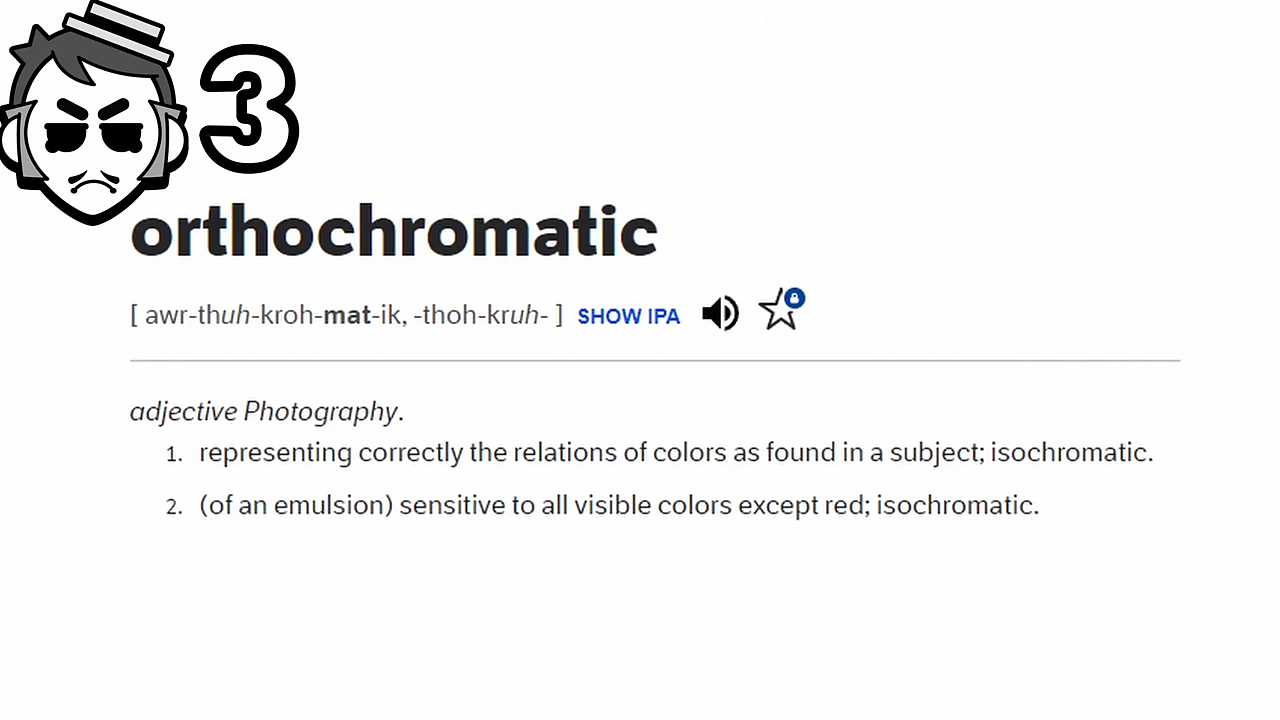 3
orthochromatic
[ awr-thuh-kroh-mat-ik, -thoh-kruh- ] SHOW IPA
adjective Photography.
1. representing correctly the relations of colors as found in a subject; isochromatic.
2. (of an emulsion) sensitive to all visible colors except red; isochromatic.